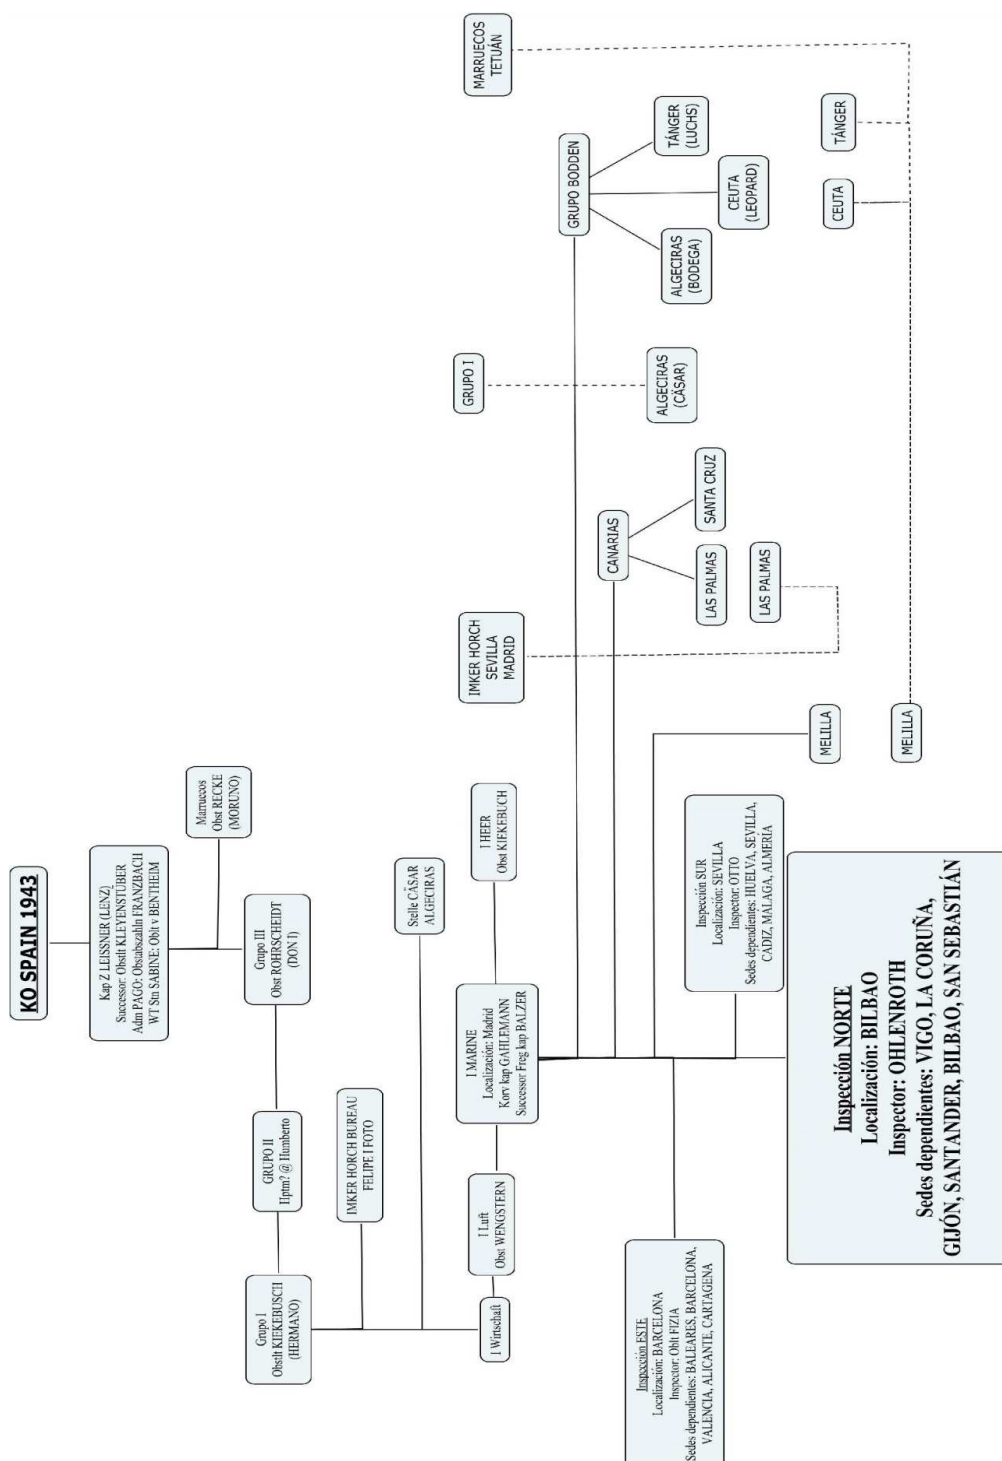 KO SPAIN 1943
Kap Z LEISSNER (LENZ)
Successor: Obstlt KLEYENSTÜBER
Adm PAGO: Obstabszahln FRANZBACH
WT Stn SABINE: Oblt v BENTHEIM
Marruecos
Obst RECKE
(MORUNO)
Grupo III
Obst ROHRSCHEIDT
(DON I)
GRUPO II
Hptm? @ Humberto
Grupo I
Obstlt KIEKEBUSCH
(HERMANO)
IMKER HORCH BUREAU
FELIPE I FOTO
Stelle CÄSAR
ALGECIRAS
I Wirtschaft
I Luft
Obst WENGSTERN
I MARINE
Localización: Madrid
Korv kap GAHLEMANN
Successor Freg kap BALZER
I HEER
Obst KIEKEBUCH
IMKER HORCH
SEVILLA
MADRID
GRUPO I
MARRUECOS
TETUÁN
GRUPO BODDEN
ALGECIRAS
(BODEGA)
CEUTA
(LEOPARD)
TÁNGER
(LUCHS)
ALGECIRAS
(CÄSAR)
CANARIAS
LAS PALMAS
SANTA CRUZ
LAS PALMAS
MELILLA
MELILLA
CEUTA
TÁNGER
Inspección ESTE
Localización: BARCELONA
Inspector: Oblt FIZIA
Sedes dependientes: BALEARES, BARCELONA,
VALENCIA, ALICANTE, CARTAGENA
Inspección SUR
Localización: SEVILLA
Inspector: OTTO
Sedes dependientes: HUELVA, SEVILLA,
CADIZ, MALAGA, ALMERÍA
Inspección NORTE
Localización: BILBAO
Inspector: OHLENROTH
Sedes dependientes: VIGO, LA CORUÑA,
GIJÓN, SANTANDER, BILBAO, SAN SEBASTIÁN